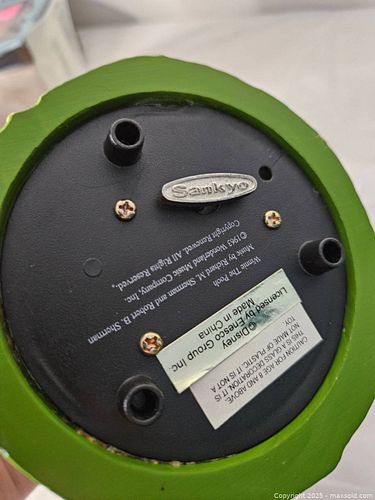 Sankyo
Winnie The Pooh
Music by Richard M. Sherman and Robert B. Sherman
©1963 Wonderland Music Company, Inc.
Copyright Renewed. All Rights Reserved.
©Disney
Licensed by Enesco Group Inc.
Made in China
CAUTION FOR AGE 8 AND ABOVE.
THIS IS A GLASS DECORATION. IT IS
NOT MADE OF PLASTIC. IT IS NOT A
TOY.
Copyright © 2025 - maxsold.com